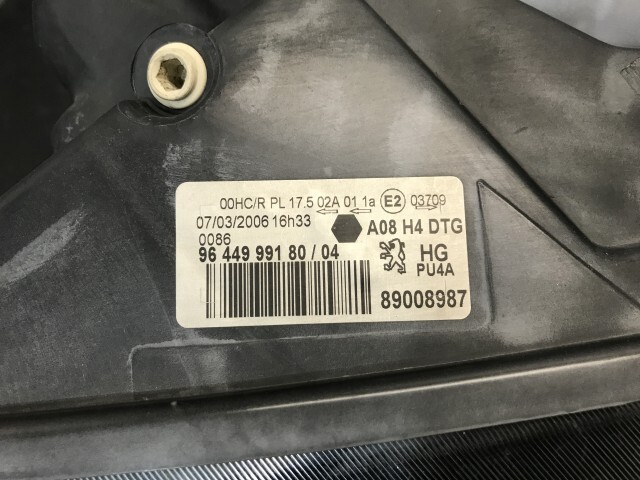 00HC/R PL 17.5 02A 01 1a E2 03709
07/03/2006 16h33
A08 H4 DTG
0086
96 449 991 80 / 04
HG
PU4A
89008987